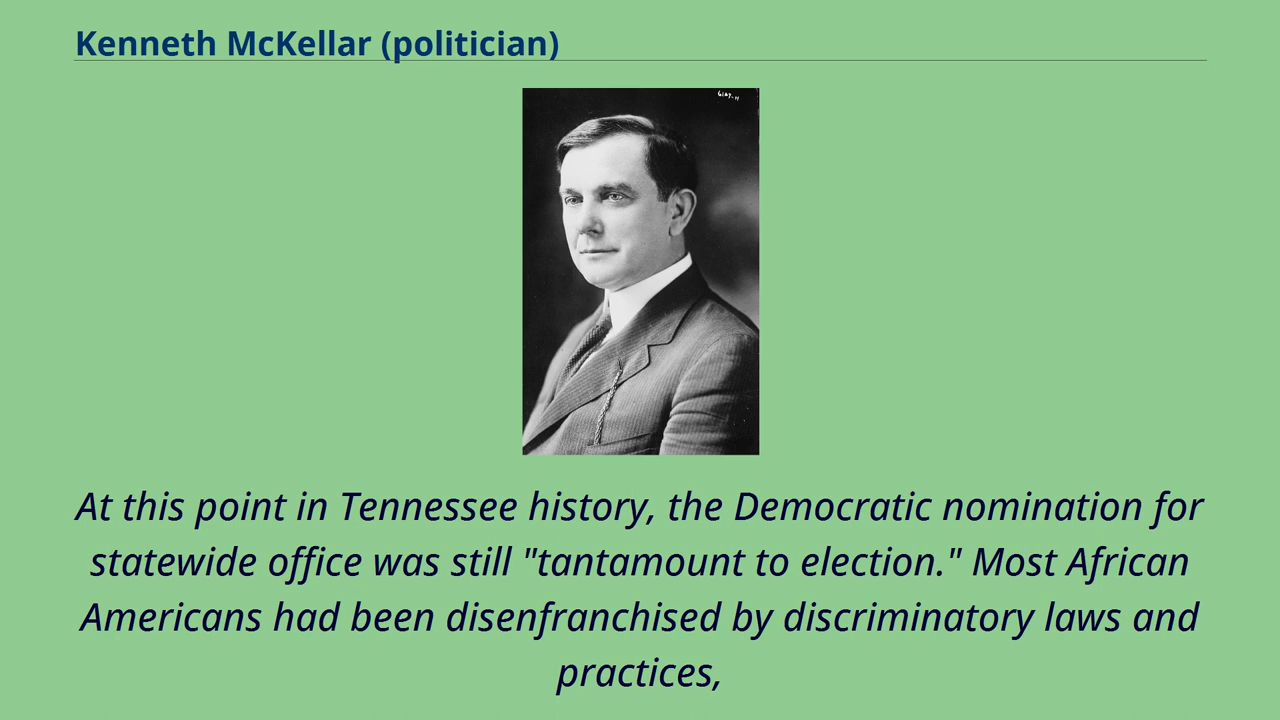 Kenneth McKellar (politician)
At this point in Tennessee history, the Democratic nomination for
statewide office was still "tantamount to election." Most African
Americans had been disenfranchised by discriminatory laws and
practices,